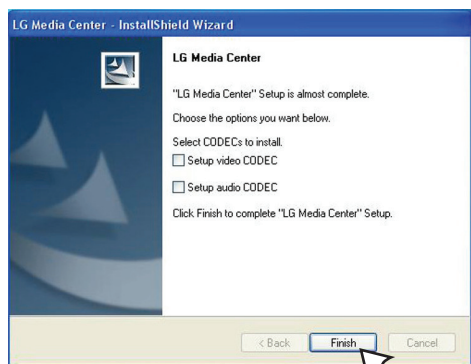 LG Media Center - InstallShield Wizard
LG Media Center
"LG Media Center" Setup is almost complete.
Choose the options you want below.
Select CODECs to install.
Setup video CODEC
Setup audio CODEC
Click Finish to complete "LG Media Center" Setup.
< Back Finish Cancel